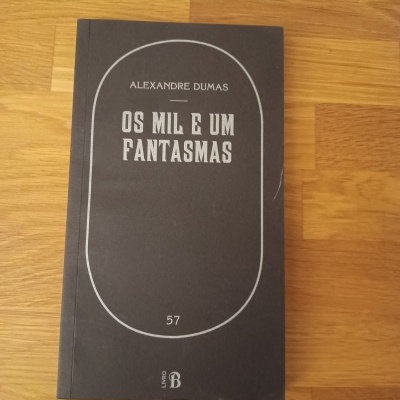 ALEXANDRE DUMAS
OS MIL E UM
FANTASMAS
57
LIVRO B